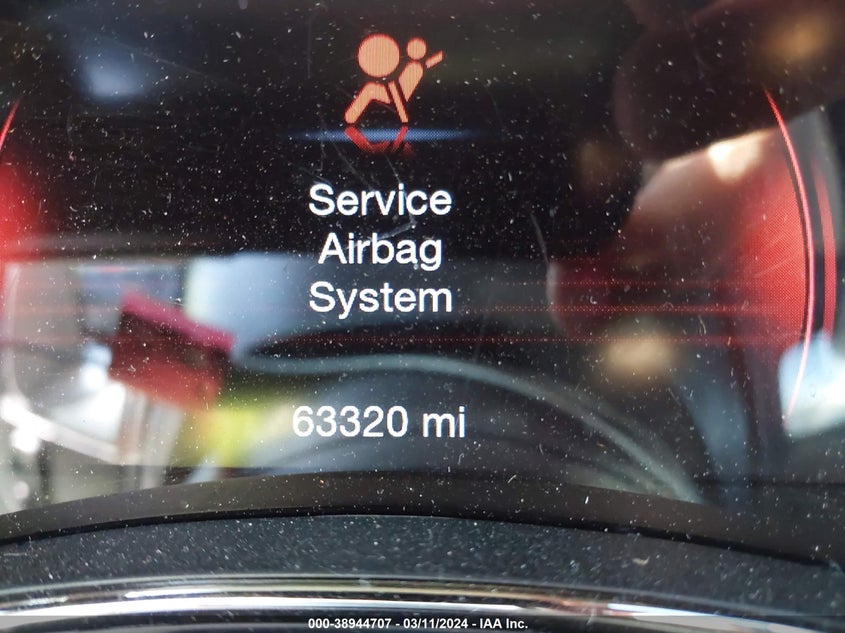 Service
Airbag
System
63320 mi
000-38944707 - 03/11/2024 - IAA Inc.